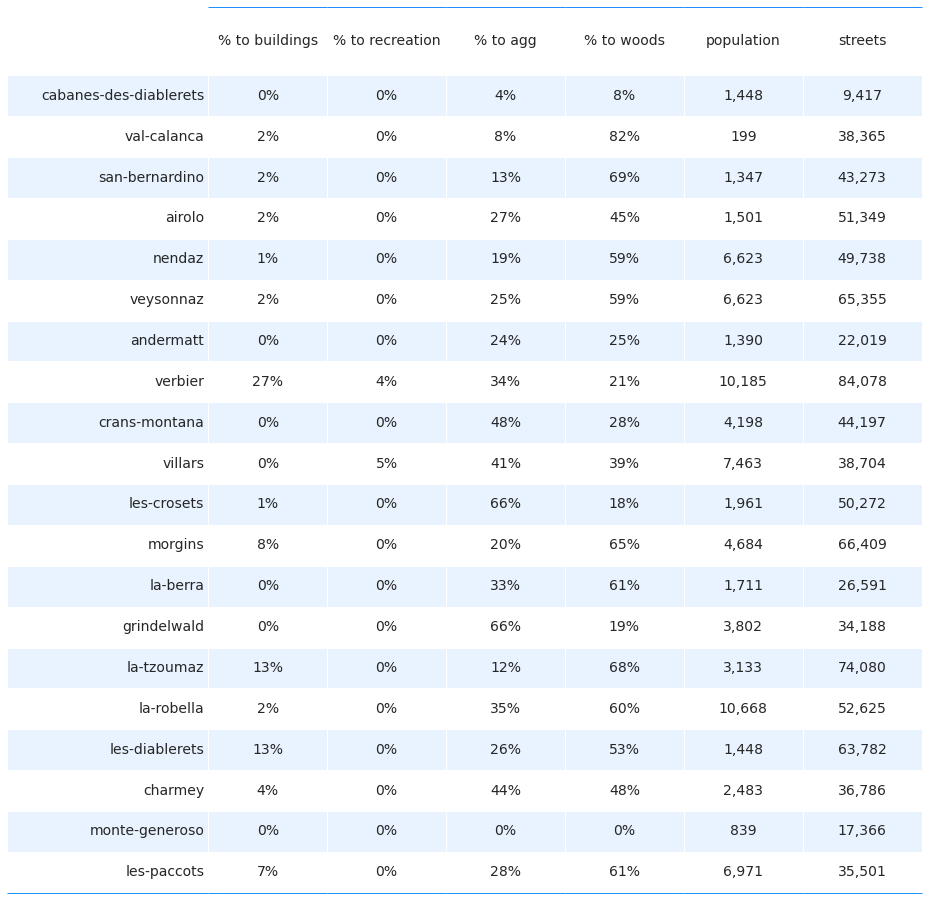 % to buildings % to recreation % to agg % to woods population streets
cabanes-des-diablerets 0% 0% 4% 8% 1,448 9,417
val-calanca 2% 0% 8% 82% 199 38,365
san-bernardino 2% 0% 13% 69% 1,347 43,273
airolo 2% 0% 27% 45% 1,501 51,349
nendaz 1% 0% 19% 59% 6,623 49,738
veysonnaz 2% 0% 25% 59% 6,623 65,355
andermatt 0% 0% 24% 25% 1,390 22,019
verbier 27% 4% 34% 21% 10,185 84,078
crans-montana 0% 0% 48% 28% 4,198 44,197
villars 0% 5% 41% 39% 7,463 38,704
les-crosets 1% 0% 66% 18% 1,961 50,272
morgins 8% 0% 20% 65% 4,684 66,409
la-berra 0% 0% 33% 61% 1,711 26,591
grindelwald 0% 0% 66% 19% 3,802 34,188
la-tzoumaz 13% 0% 12% 68% 3,133 74,080
la-robella 2% 0% 35% 60% 10,668 52,625
les-diablerets 13% 0% 26% 53% 1,448 63,782
charmey 4% 0% 44% 48% 2,483 36,786
monte-generoso 0% 0% 0% 0% 839 17,366
les-paccots 7% 0% 28% 61% 6,971 35,501